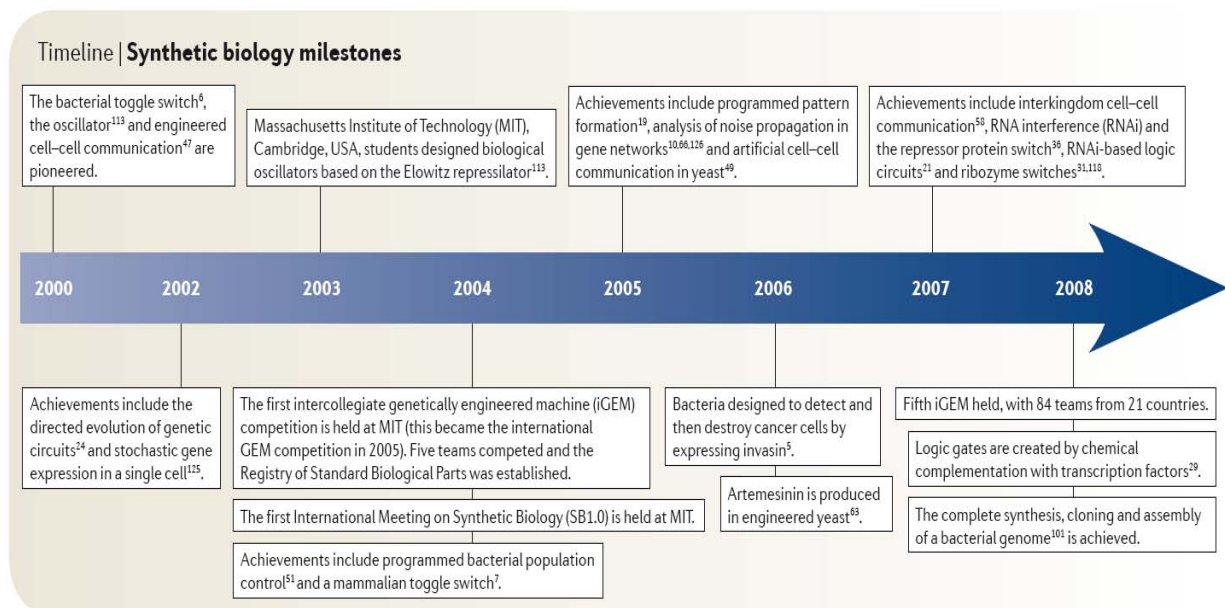 Timeline | Synthetic biology milestones
The bacterial toggle switch⁶,
the oscillator¹¹³ and engineered
cell–cell communication⁴⁷ are
pioneered.
Massachusetts Institute of Technology (MIT),
Cambridge, USA, students designed biological
oscillators based on the Elowitz repressilator¹¹³.
Achievements include programmed pattern
formation¹⁹, analysis of noise propagation in
gene networks¹⁰,⁶⁶,¹²⁶ and artificial cell–cell
communication in yeast⁴⁹.
Achievements include interkingdom cell–cell
communication⁵⁸, RNA interference (RNAi) and
the repressor protein switch³⁶, RNAi-based logic
circuits²¹ and ribozyme switches³¹,¹¹⁸.
2000 2002 2003 2004 2005 2006 2007 2008
Achievements include the
directed evolution of genetic
circuits²⁴ and stochastic gene
expression in a single cell¹²⁵.
The first intercollegiate genetically engineered machine (iGEM)
competition is held at MIT (this became the international
GEM competition in 2005). Five teams competed and the
Registry of Standard Biological Parts was established.
The first International Meeting on Synthetic Biology (SB1.0) is held at MIT.
Achievements include programmed bacterial population
control⁵¹ and a mammalian toggle switch⁷.
Bacteria designed to detect and
then destroy cancer cells by
expressing invasin⁵.
Artemesinin is produced
in engineered yeast⁶³.
Fifth iGEM held, with 84 teams from 21 countries.
Logic gates are created by chemical
complementation with transcription factors²⁹.
The complete synthesis, cloning and assembly
of a bacterial genome¹⁰¹ is achieved.